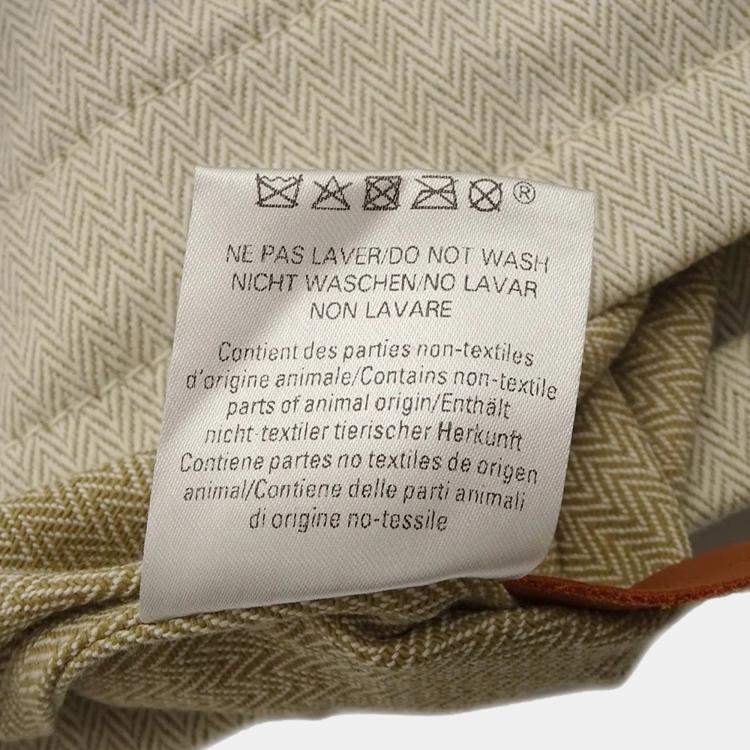 ®
NE PAS LAVER/DO NOT WASH
NICHT WASCHEN/NO LAVAR
NON LAVARE
Contient des parties non-textiles
d'origine animale/Contains non-textile
parts of animal origin/Enthält
nicht-textiler tierischer Herkunft
Contiene partes no textiles de origen
animal/Contiene delle parti animali
di origine no-tessile